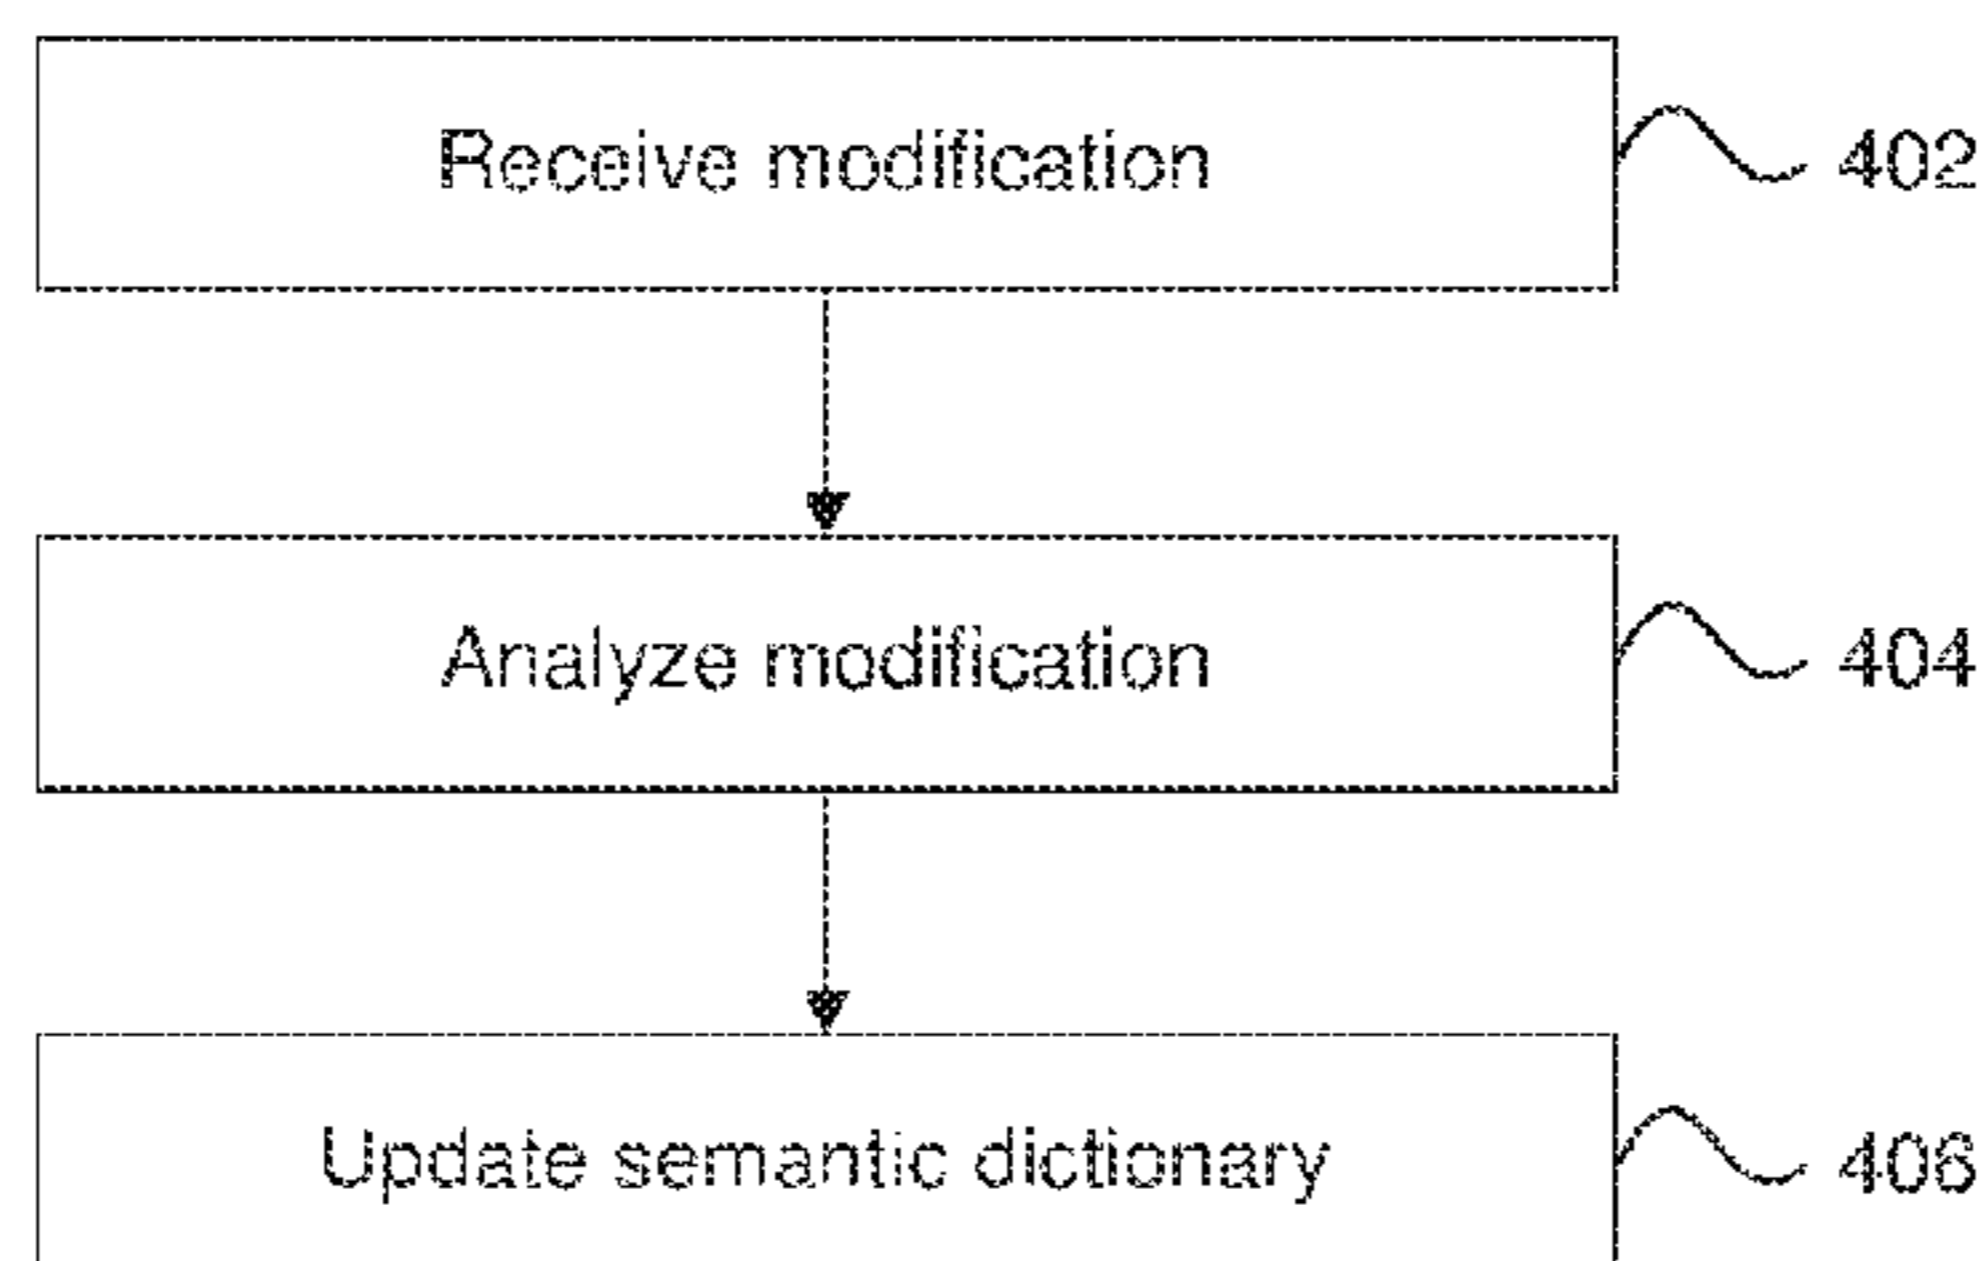 Receive modification
402
Analyze modification
404
Update semantic dictionary
406